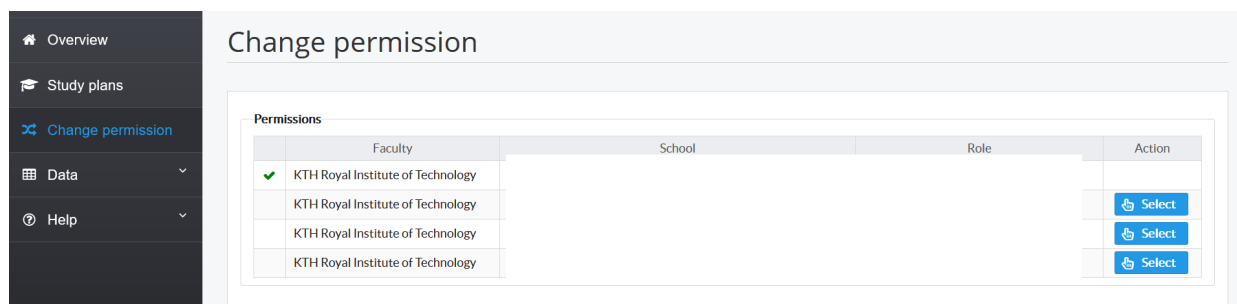 Overview
Study plans
Change permission
Data
Help
Change permission
Permissions
Faculty School Role Action
KTH Royal Institute of Technology
KTH Royal Institute of Technology Select
KTH Royal Institute of Technology Select
KTH Royal Institute of Technology Select